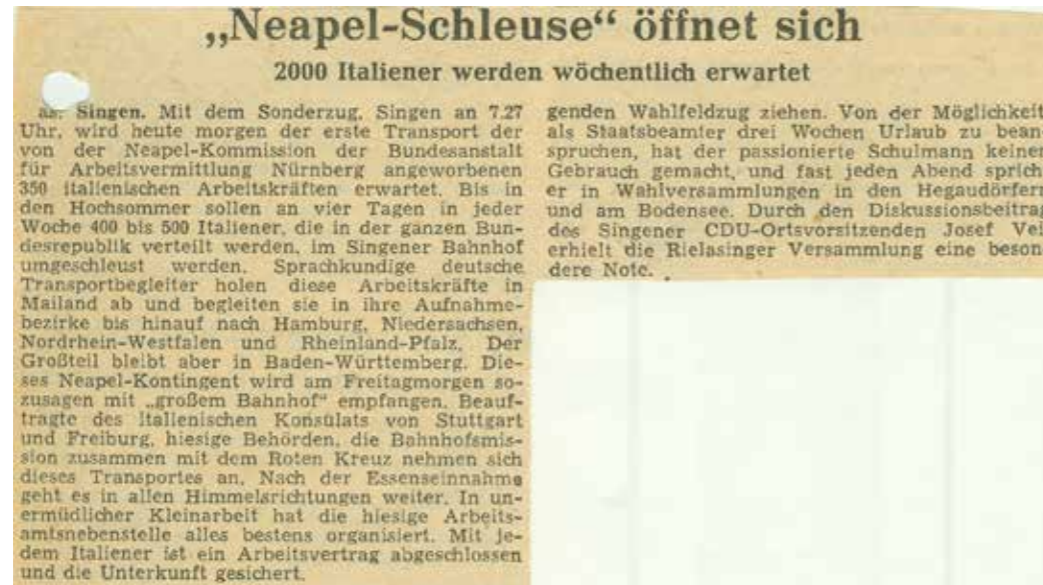 „Neapel-Schleuse“ öffnet sich
2000 Italiener werden wöchentlich erwartet
Singen. Mit dem Sonderzug, Singen an 7.27
Uhr, wird heute morgen der erste Transport der
von der Neapel-Kommission der Bundesanstalt
für Arbeitsvermittlung Nürnberg angeworbenen
350 italienischen Arbeitskräften erwartet. Bis in
den Hochsommer sollen an vier Tagen in jeder
Woche 400 bis 500 Italiener, die in der ganzen Bun-
desrepublik verteilt werden, im Singener Bahnhof
umgeschleust werden. Sprachkundige deutsche
Transportbegleiter holen diese Arbeitskräfte in
Mailand ab und begleiten sie in ihre Aufnahme-
bezirke bis hinauf nach Hamburg, Niedersachsen,
Nordrhein-Westfalen und Rheinland-Pfalz. Der
Großteil bleibt aber in Baden-Württemberg. Die-
ses Neapel-Kontingent wird am Freitagmorgen so-
zusagen mit „großem Bahnhof“ empfangen. Beauf-
tragte des italienischen Konsulats von Stuttgart
und Freiburg, hiesige Behörden, die Bahnhofsmis-
sion zusammen mit dem Roten Kreuz nehmen sich
dieses Transportes an. Nach der Esseneinnahme
geht es in allen Himmelsrichtungen weiter. In un-
ermüdlicher Kleinarbeit hat die hiesige Arbeits-
amtsnebenstelle alles bestens organisiert. Mit je-
dem Italiener ist ein Arbeitsvertrag abgeschlossen
und die Unterkunft gesichert.
genden Wahlfeldzug ziehen. Von der Möglichkeit
als Staatsbeamter drei Wochen Urlaub zu bean-
spruchen, hat der passionierte Schulmann keinen
Gebrauch gemacht, und fast jeden Abend sprich
er in Wahlversammlungen in den Hegaudörfern
und am Bodensee. Durch den Diskussionsbeitrag
des Singener CDU-Ortsvorsitzenden Josef Vei
erhielt die Rielasinger Versammlung eine beson
dere Note.